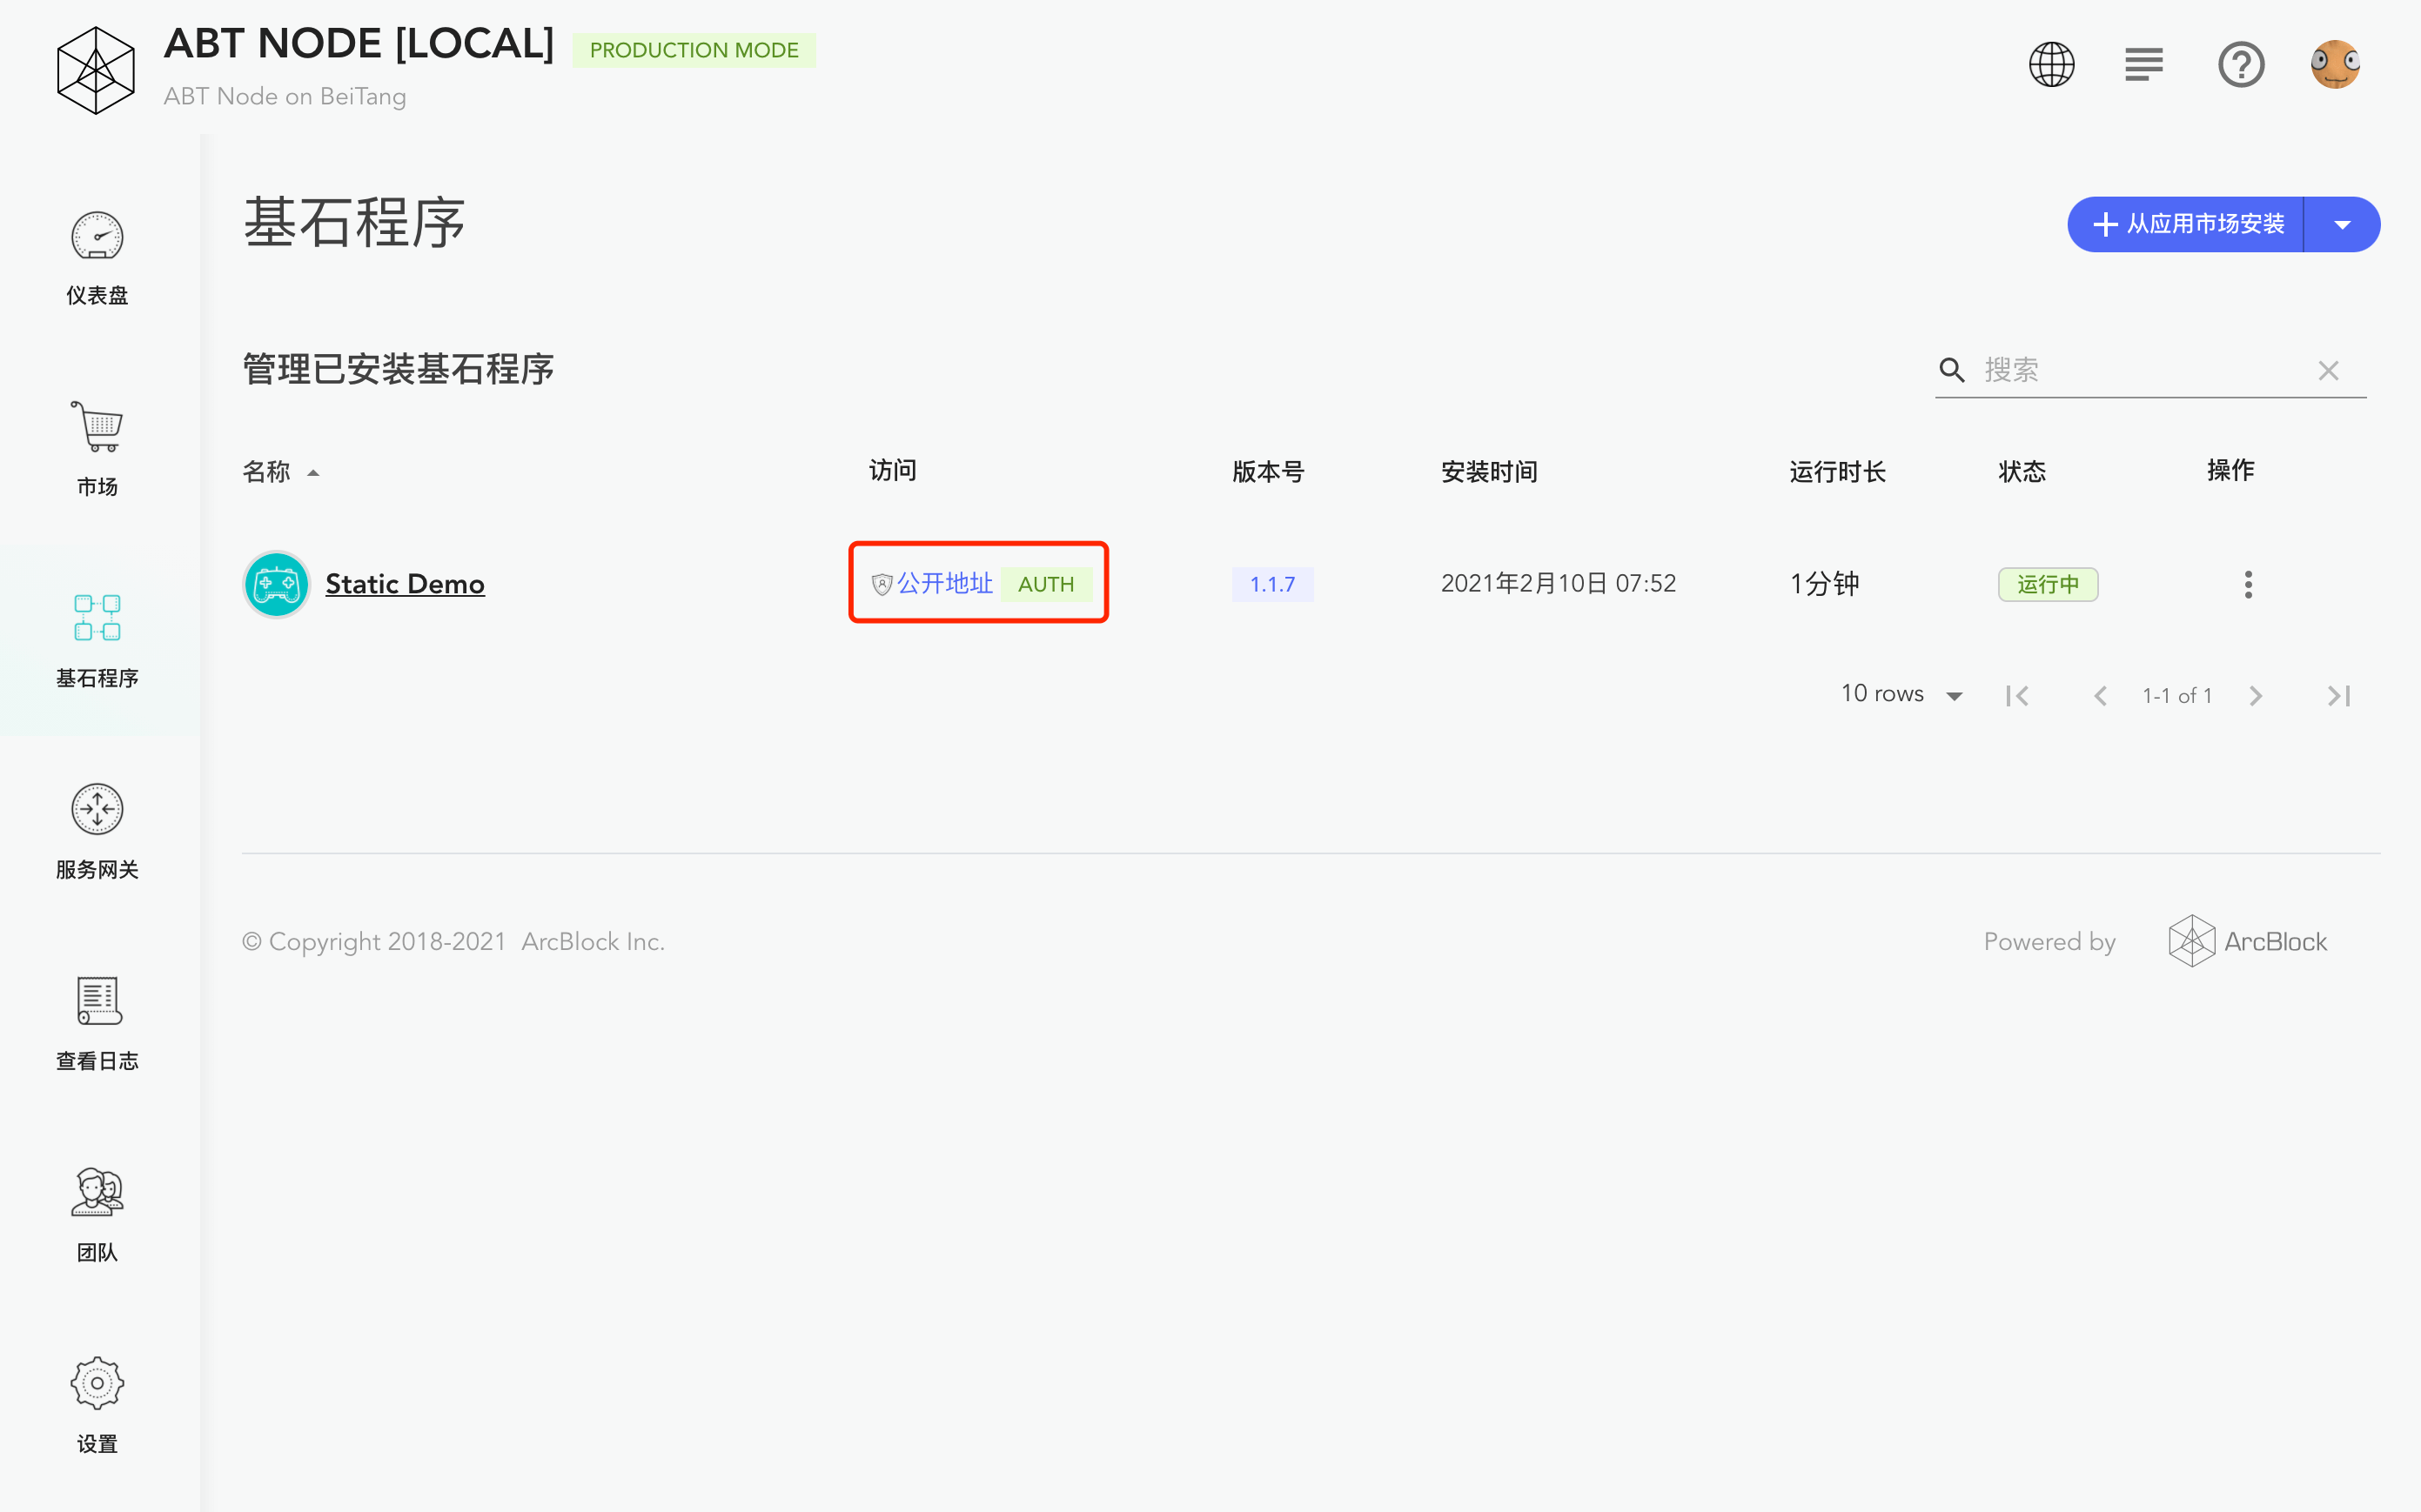 ABT NODE [LOCAL] PRODUCTION MODE
ABT Node on BeiTang
仪表盘
市场
基石程序
服务网关
查看日志
团队
设置
基石程序
从应用市场安装
管理已安装基石程序
搜索
名称 访问 版本号 安装时间 运行时长 状态 操作
Static Demo 公开地址 AUTH 1.1.7 2021年2月10日 07:52 1分钟 运行中
10 rows 1-1 of 1
© Copyright 2018-2021 ArcBlock Inc.
Powered by ArcBlock